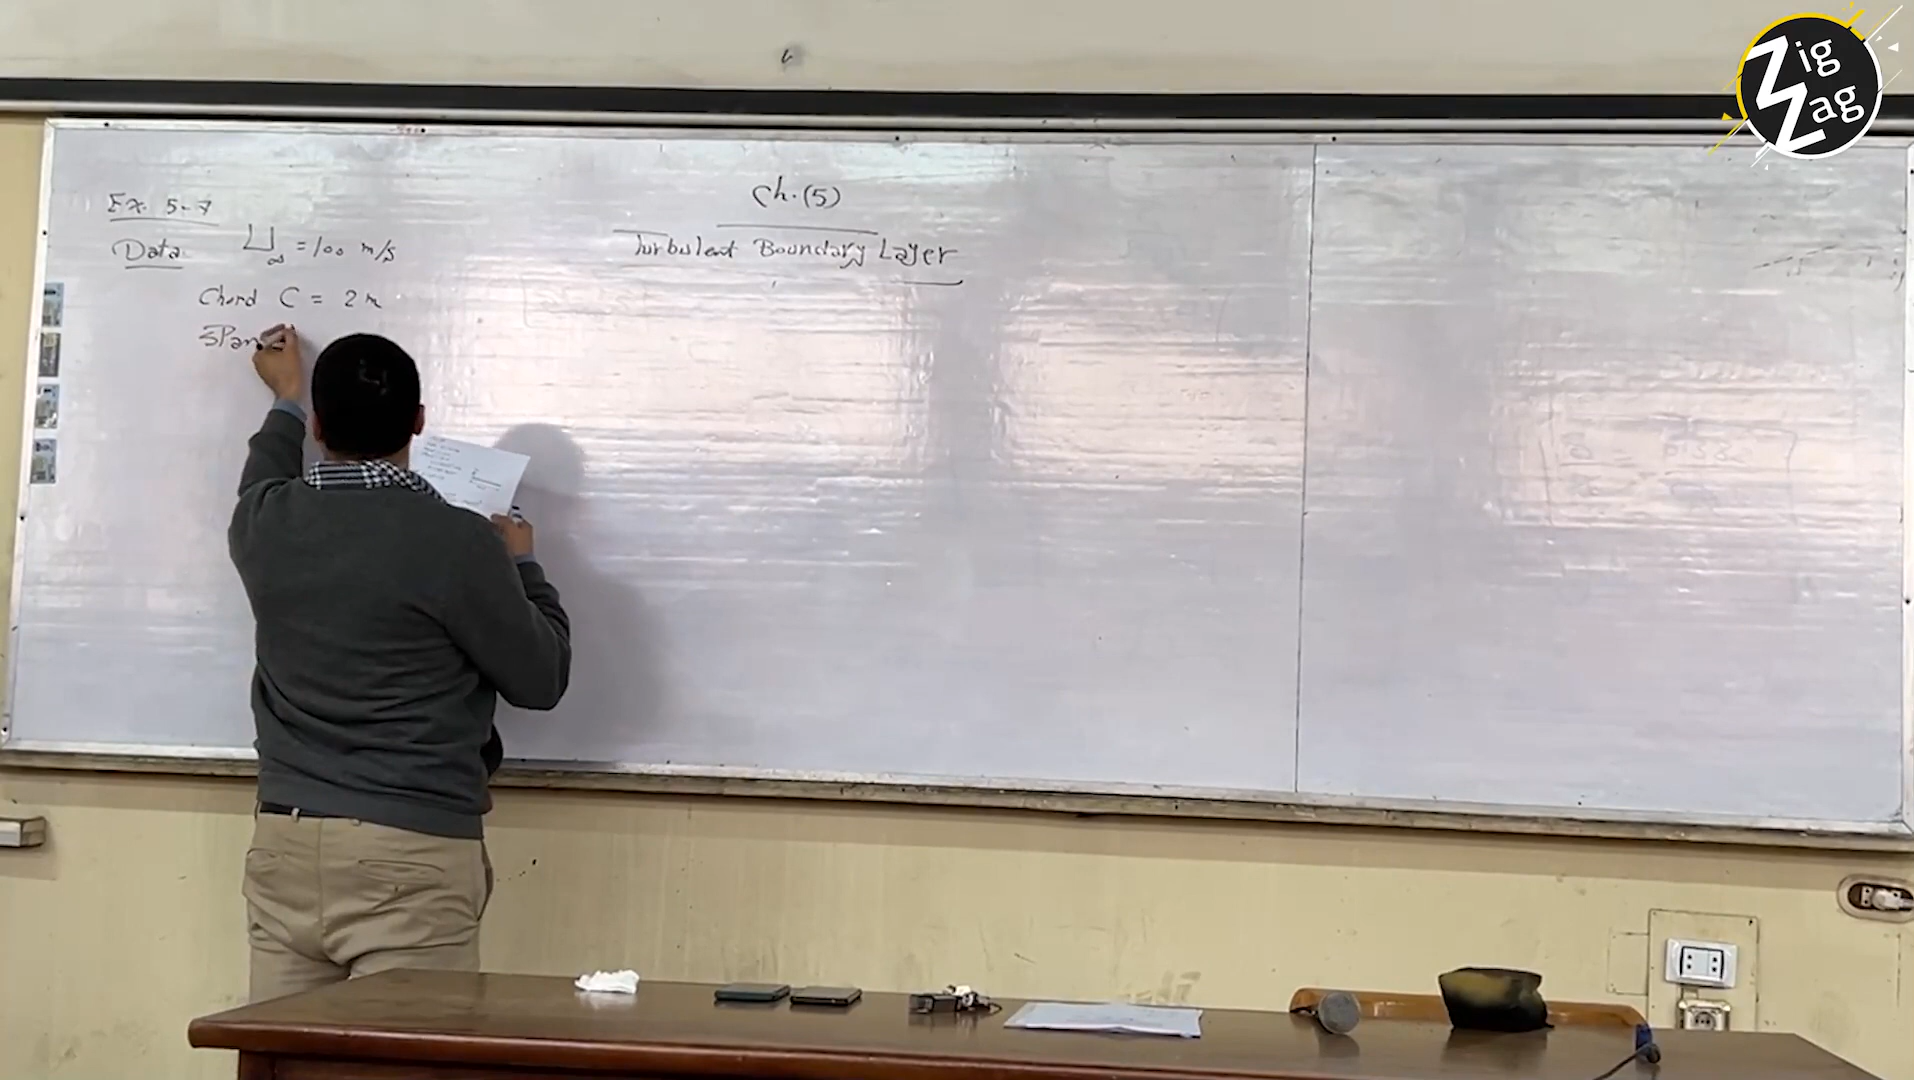 Zig
Zag
Ch. (5)
Turbulent Boundary Layer
Ex. 5-7
Data U∞ = 100 m/s
Chord C = 2 m
Span